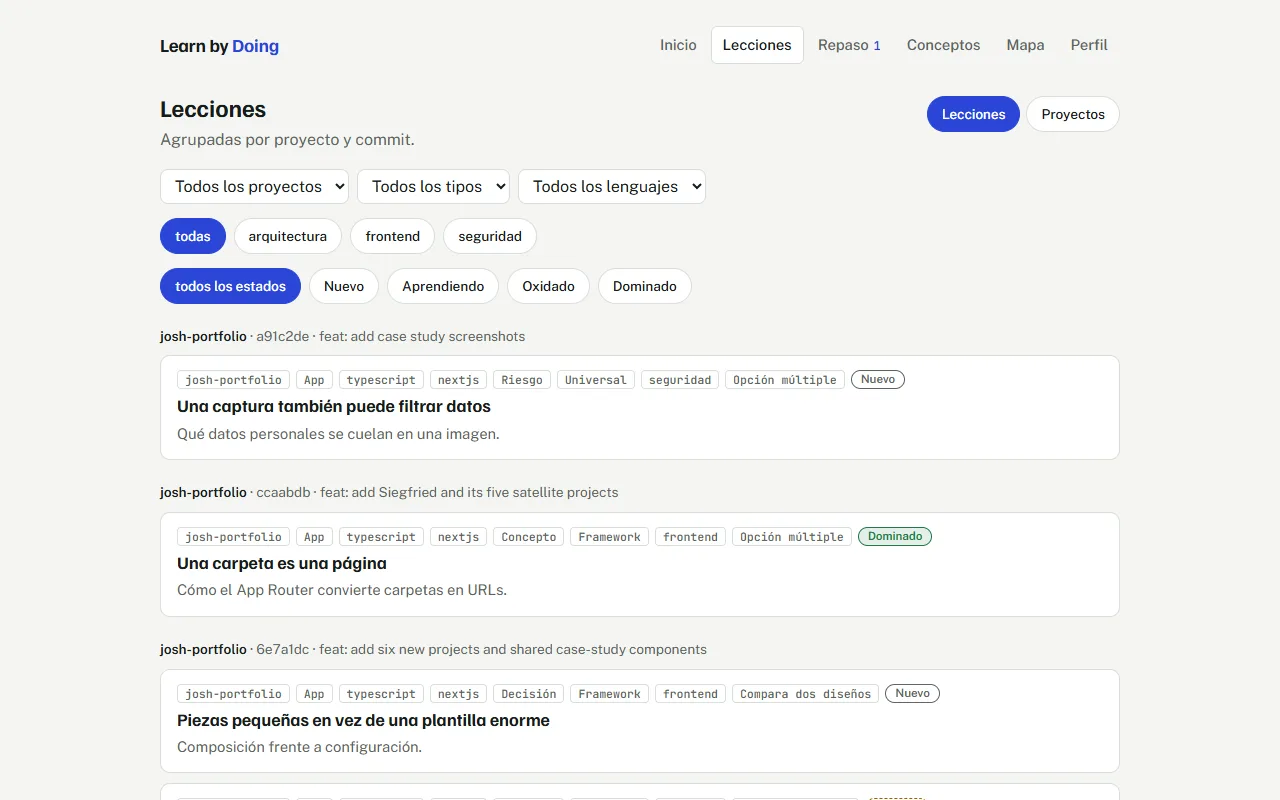 Learn by Doing
Inicio Lecciones Repaso 1 Conceptos Mapa Perfil
Lecciones
Agrupadas por proyecto y commit.
Lecciones Proyectos
Todos los proyectos Todos los tipos Todos los lenguajes
todas arquitectura frontend seguridad
todos los estados Nuevo Aprendiendo Oxidado Dominado
josh-portfolio · a91c2de · feat: add case study screenshots
josh-portfolio App typescript nextjs Riesgo Universal seguridad Opción múltiple Nuevo
Una captura también puede filtrar datos
Qué datos personales se cuelan en una imagen.
josh-portfolio · ccaabdb · feat: add Siegfried and its five satellite projects
josh-portfolio App typescript nextjs Concepto Framework frontend Opción múltiple Dominado
Una carpeta es una página
Cómo el App Router convierte carpetas en URLs.
josh-portfolio · 6e7a1dc · feat: add six new projects and shared case-study components
josh-portfolio App typescript nextjs Decisión Framework frontend Compara dos diseños Nuevo
Piezas pequeñas en vez de una plantilla enorme
Composición frente a configuración.